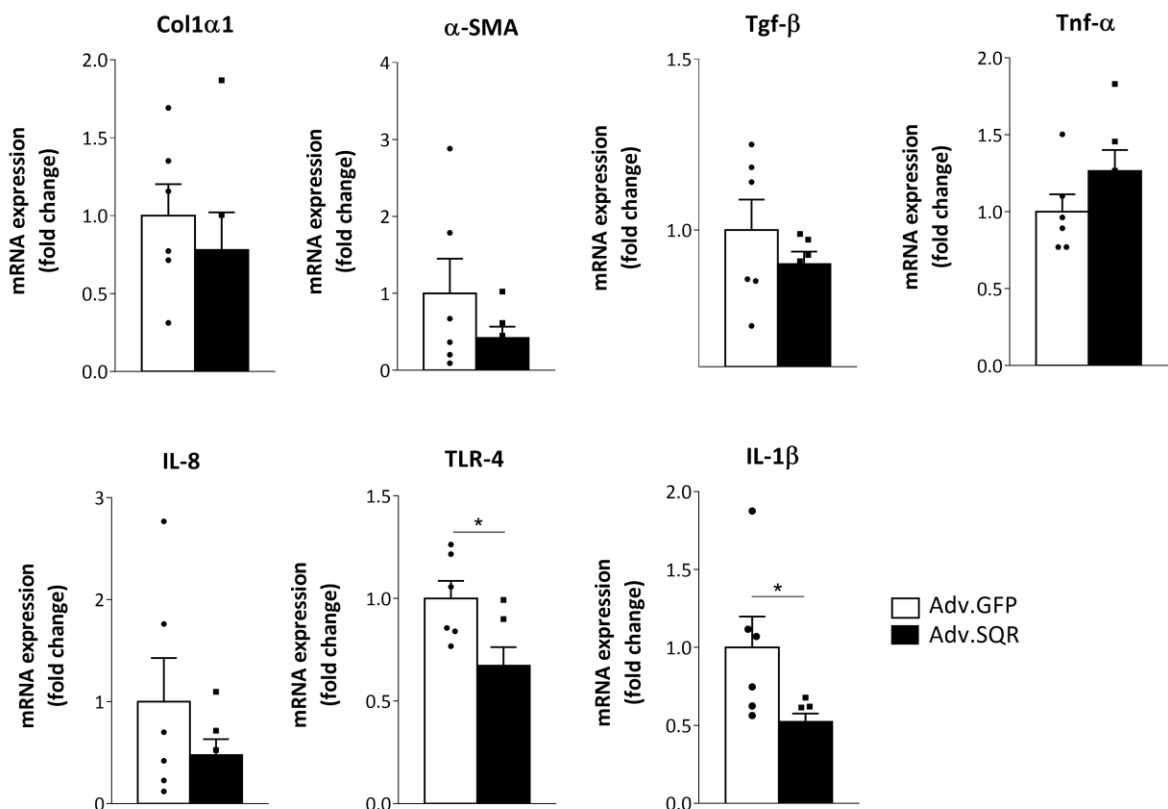 Col1α1
2.0
1.5
1.0
0.5
0.0
mRNA expression
(fold change)
α-SMA
4
3
2
1
0
mRNA expression
(fold change)
Tgf-β
1.5
1.0
mRNA expression
(fold change)
Tnf-α
2.0
1.5
1.0
0.5
0.0
mRNA expression
(fold change)
IL-8
3
2
1
0
mRNA expression
(fold change)
TLR-4
1.5
1.0
0.5
0
*
mRNA expression
(fold change)
IL-1β
2.0
1.5
1.0
0.5
0.0
*
mRNA expression
(fold change)
Adv.GFP
Adv.SQR